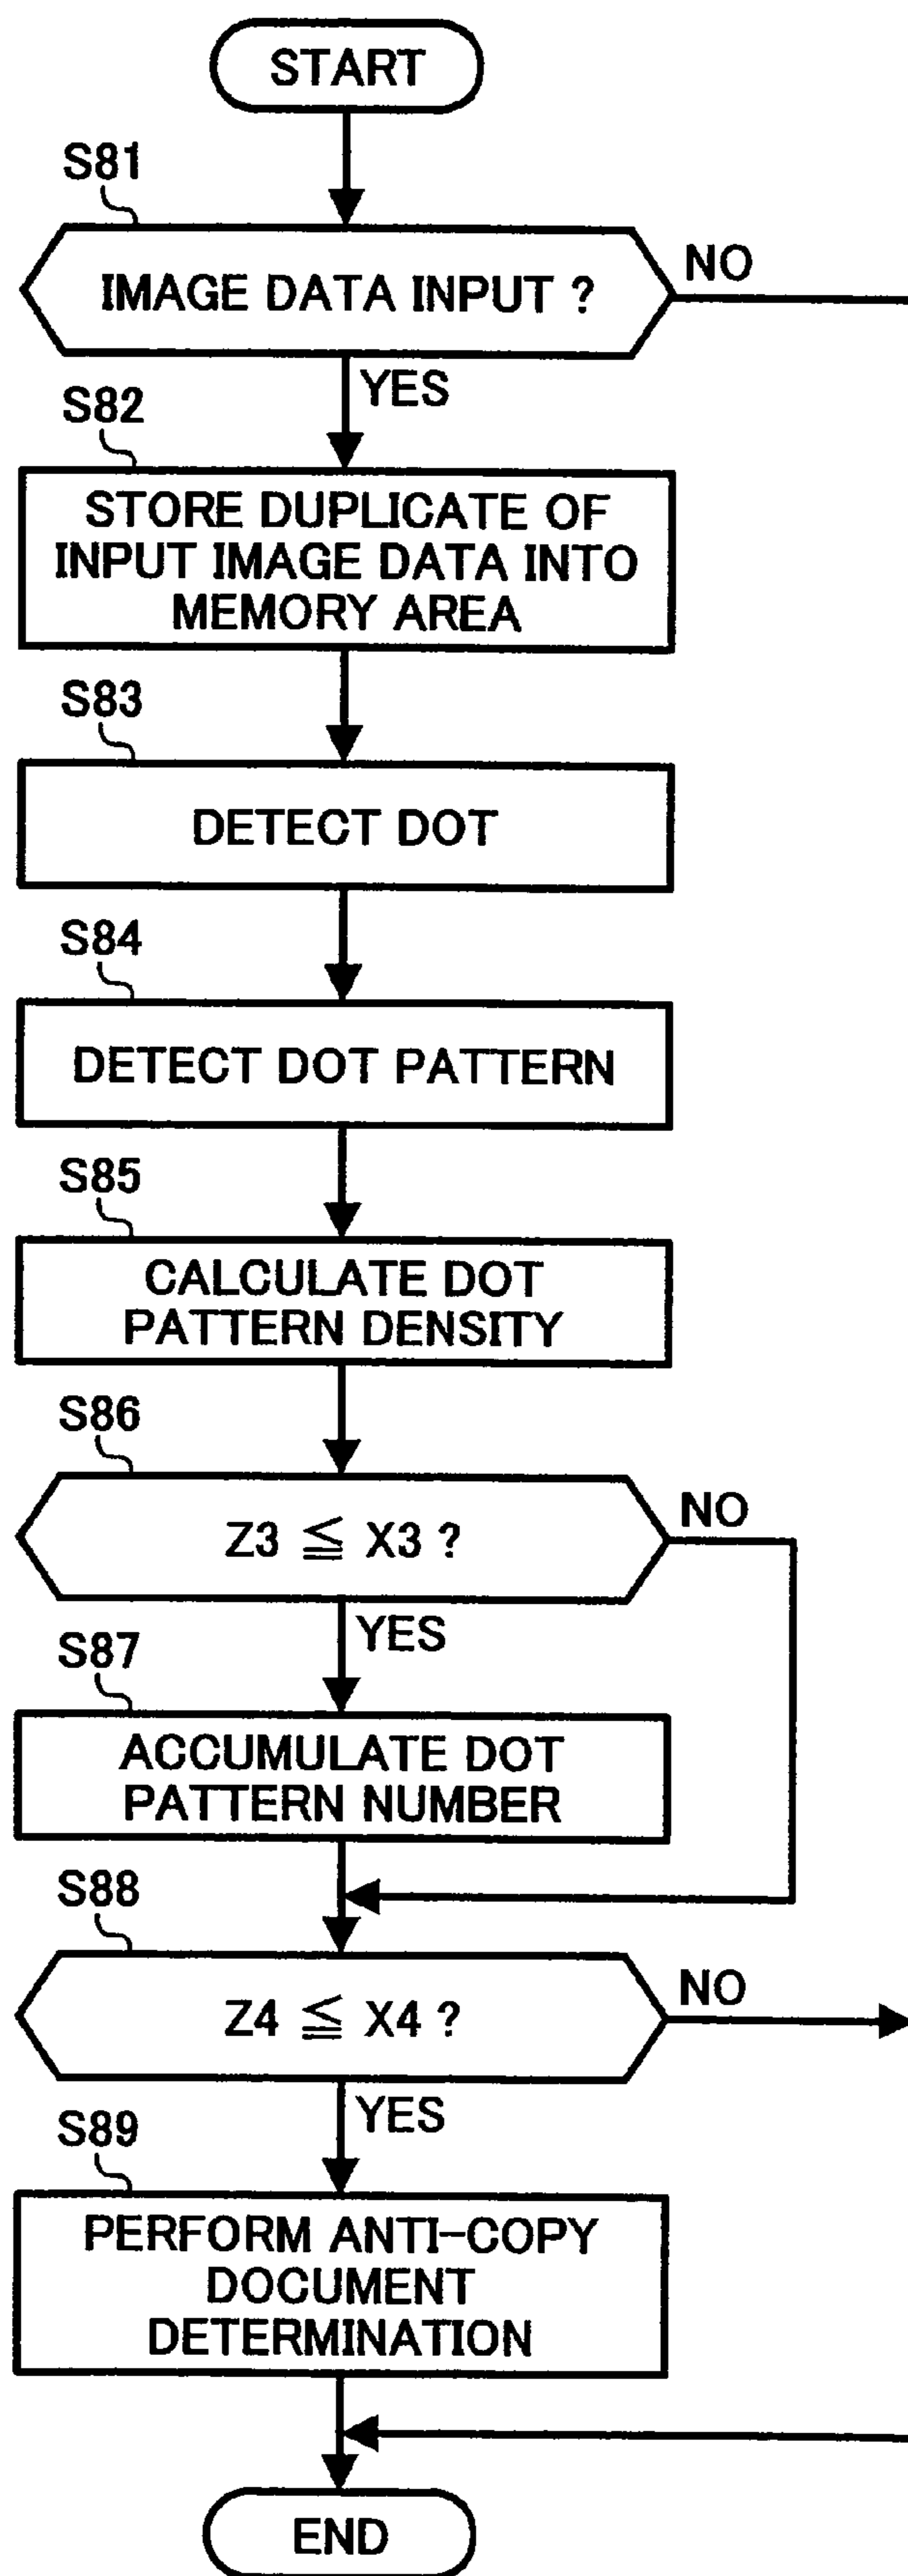 START
S81
IMAGE DATA INPUT ?
NO
YES
S82
STORE DUPLICATE OF
INPUT IMAGE DATA INTO
MEMORY AREA
S83
DETECT DOT
S84
DETECT DOT PATTERN
S85
CALCULATE DOT
PATTERN DENSITY
S86
Z3 ≦ X3 ?
NO
YES
S87
ACCUMULATE DOT
PATTERN NUMBER
S88
Z4 ≦ X4 ?
NO
YES
S89
PERFORM ANTI-COPY
DOCUMENT
DETERMINATION
END